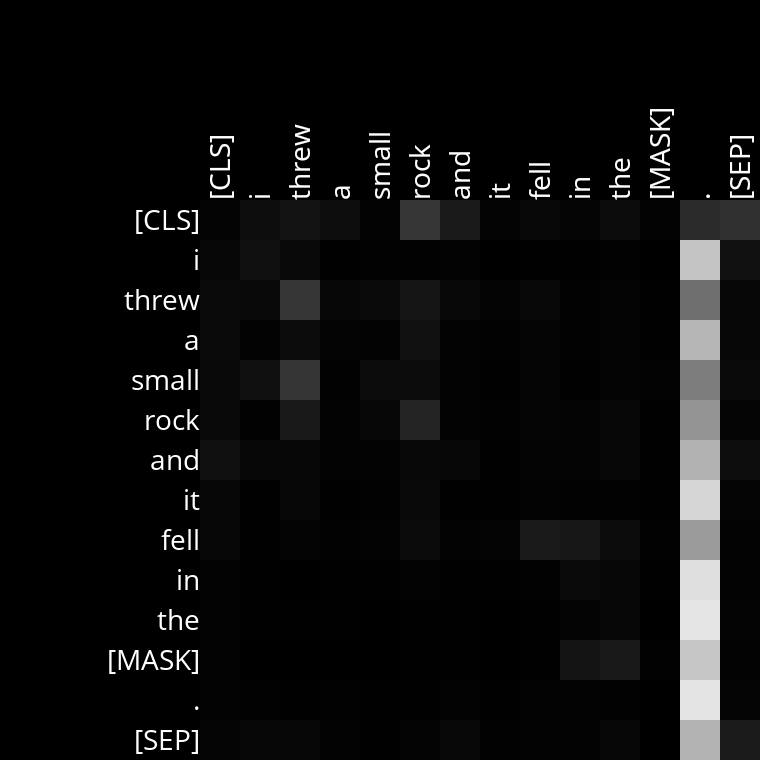 [CLS] i threw a small rock and it fell in the [MASK] . [SEP]
[CLS]
i
threw
a
small
rock
and
it
fell
in
the
[MASK]
.
[SEP]